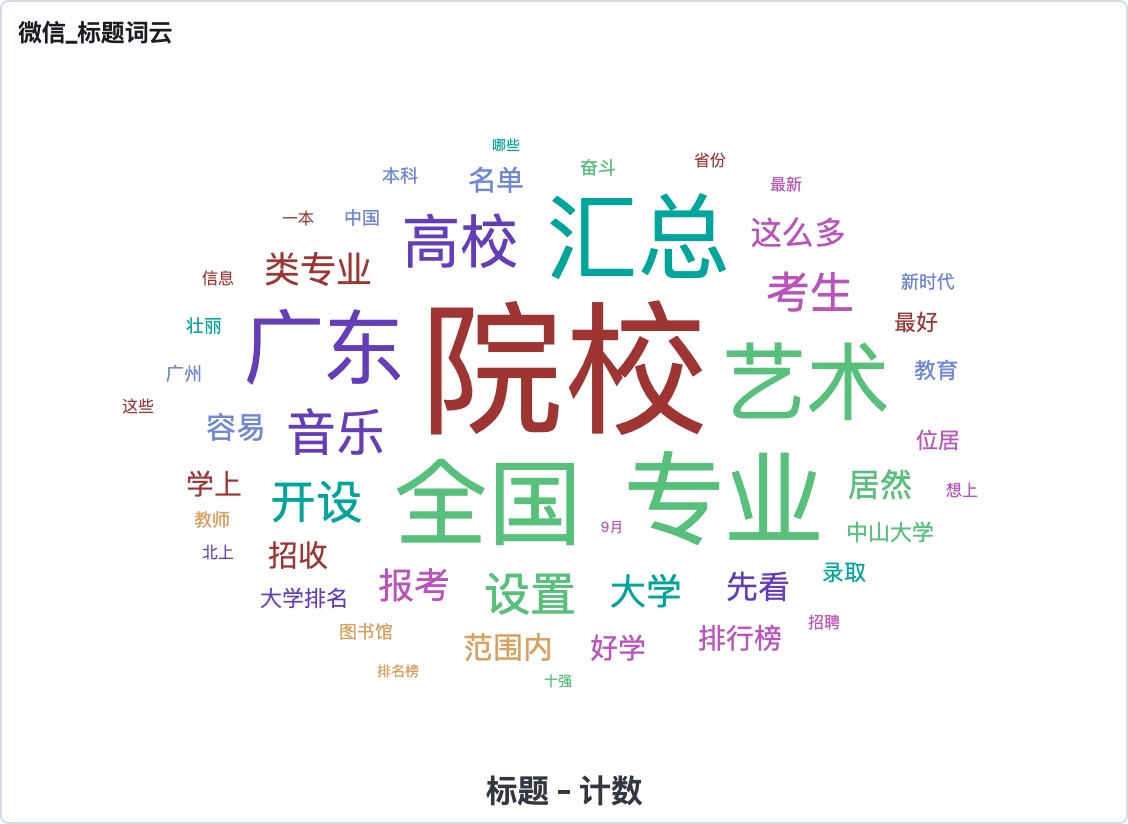 微信_标题词云
哪些
省份
奋斗
本科
名单
最新
一本
中国
高校
汇总
这么多
类专业
信息
考生
新时代
壮丽
广东
院校
最好
广州
艺术
教育
这些
容易
音乐
位居
学上
开设
全国
专业
居然
想上
教师
9月
中山大学
北上
招收
大学排名
报考
设置
大学
先看
录取
图书馆
范围内
好学
排行榜
招聘
排名榜
十强
标题 - 计数